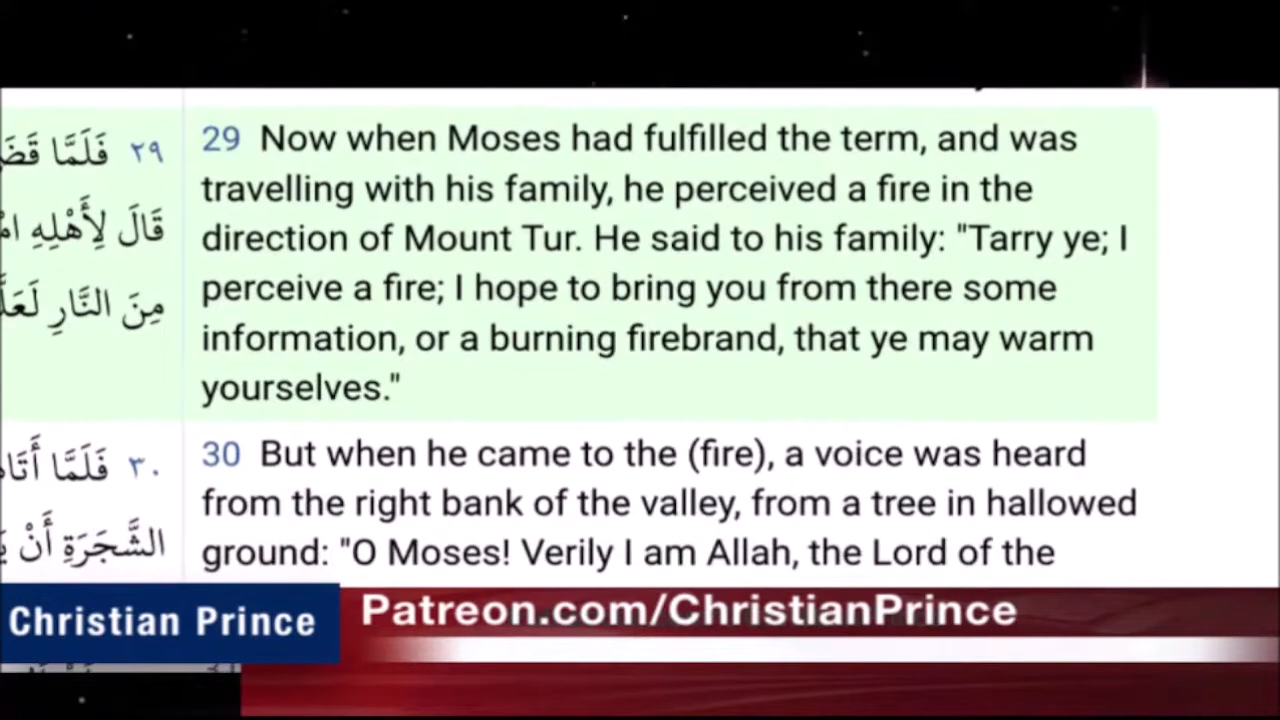 29 Now when Moses had fulfilled the term, and was
travelling with his family, he perceived a fire in the
direction of Mount Tur. He said to his family: "Tarry ye; I
perceive a fire; I hope to bring you from there some
information, or a burning firebrand, that ye may warm
yourselves."
٢٩ فَلَمَّا
قَالَ لِأَهْلِهِ
مِنَ النَّارِ
30 But when he came to the (fire), a voice was heard
from the right bank of the valley, from a tree in hallowed
ground: "O Moses! Verily I am Allah, the Lord of the
٣٠ فَلَمَّا
الشَّجَرَةِ أَنْ
Christian Prince
Patreon.com/ChristianPrince